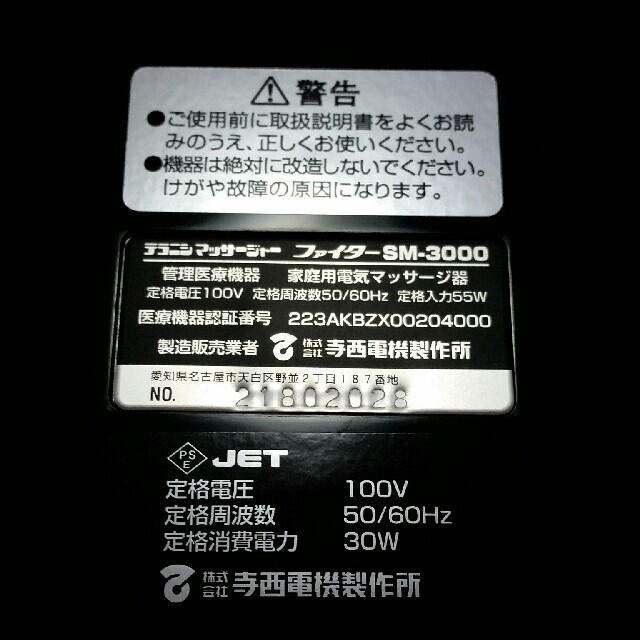 警告
●ご使用前に取扱説明書をよくお読
みのうえ、正しくお使いください。
●機器は絶対に改造しないでください。
けがや故障の原因になります。
テラニシ マッサージャー ファイターSM-3000
管理医療機器 家庭用電気マッサージ器
定格電圧100V 定格周波数50/60Hz 定格入力55W
医療機器認証番号 223AKBZX00204000
製造販売業者 株式会社 寺西電機製作所
愛知県名古屋市天白区野並2丁目187番地
NO. 21802028
PSE JET
定格電圧 100V
定格周波数 50/60Hz
定格消費電力 30W
株式会社 寺西電機製作所